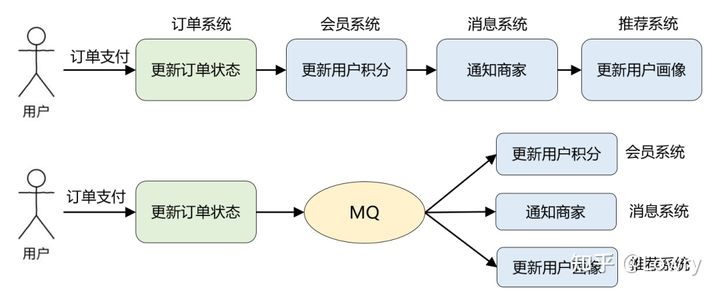 订单系统
会员系统
消息系统
推荐系统
订单支付
更新订单状态
更新用户积分
通知商家
更新用户画像
用户
订单支付
更新订单状态
MQ
更新用户积分
会员系统
通知商家
消息系统
更新用户画像
推荐系统
用户
知乎